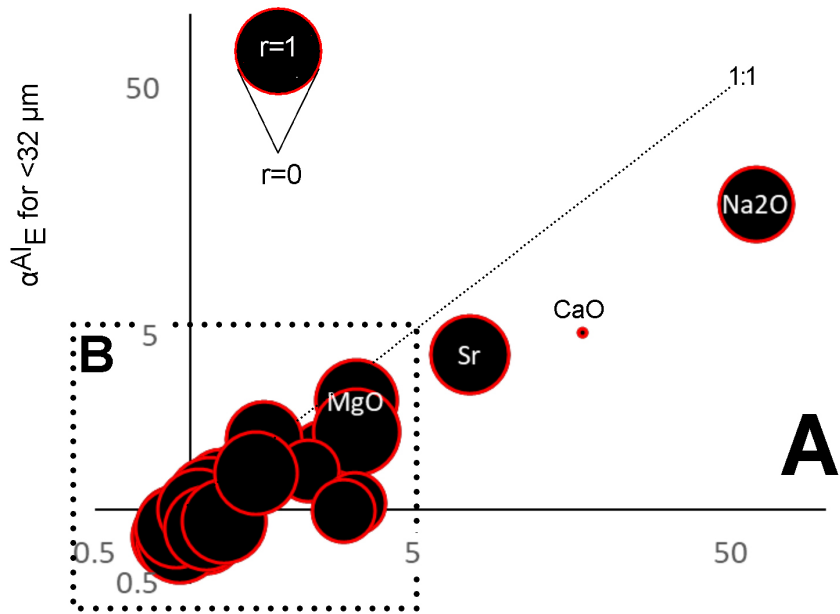 r=1
50
1:1
αAlE for <32 µm
r=0
Na2O
CaO
5
B
Sr
MgO
A
0.5
5
50
0.5